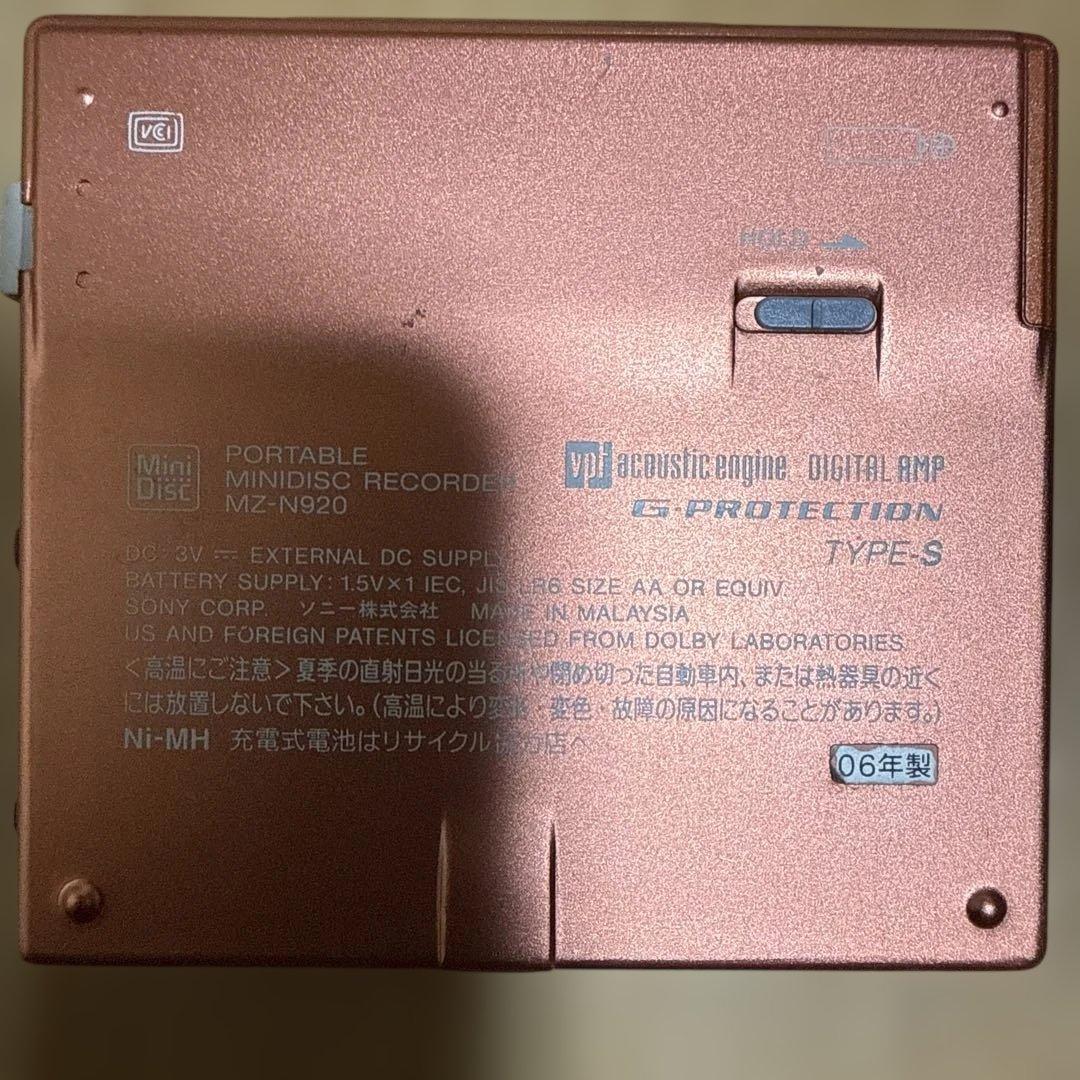 VCI
HOLD
Mini Disc
PORTABLE
MINIDISC RECORDER
MZ-N920
vpt acoustic engine DIGITAL AMP
G-PROTECTION
TYPE-S
DC 3V EXTERNAL DC SUPPLY
BATTERY SUPPLY: 1.5V×1 IEC, JIS LR6 SIZE AA OR EQUIV.
SONY CORP. ソニー株式会社 MADE IN MALAYSIA
US AND FOREIGN PATENTS LICENSED FROM DOLBY LABORATORIES
<高温にご注意>夏季の直射日光の当る所や閉め切った自動車内、または熱器具の近く
には放置しないで下さい。(高温により変形・変色・故障の原因になることがあります。)
Ni-MH 充電式電池はリサイクル協力店へ
06年製